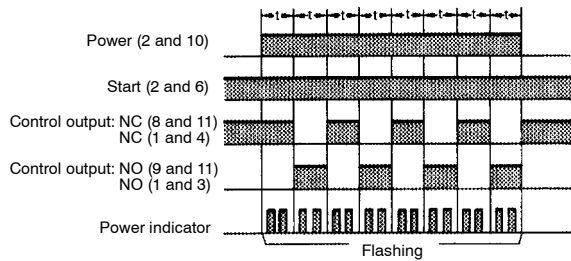 t t t t t t t t
Power (2 and 10)
Start (2 and 6)
Control output: NC (8 and 11)
NC (1 and 4)
Control output: NO (9 and 11)
NO (1 and 3)
Power indicator
Flashing